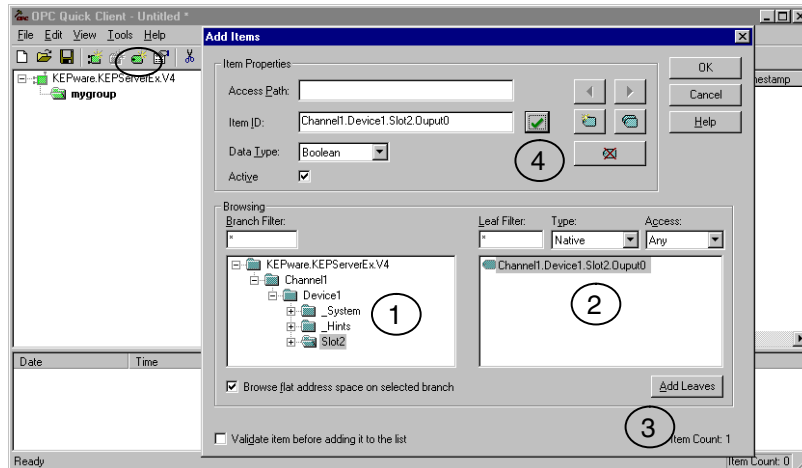 OPC Quick Client - Untitled *
File Edit View Tools Help
KEPware.KEPServerEx.V4
mygroup
Add Items
Item Properties
Access Path:
Item ID: Channel1.Device1.Slot2.Ouput0
Data Type: Boolean
Active
4
OK
Cancel
Help
Browsing
Branch Filter: Leaf Filter: Type: Access:
* * Native Any
KEPware.KEPServerEx.V4
Channel1
Device1
_System
_Hints
Slot2
1
Channel1.Device1.Slot2.Ouput0
2
Browse flat address space on selected branch
Add Leaves
3
Validate item before adding it to the list
Item Count: 1
Date Time
Ready
Item Count: 0